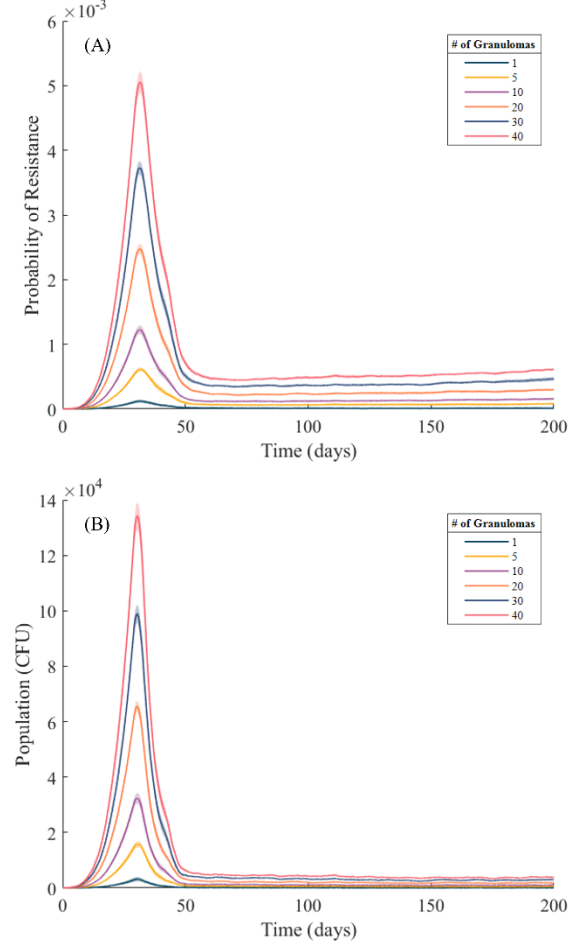 ×10⁻³
(A)
# of Granulomas
1
5
10
20
30
40
Probability of Resistance
6
5
4
3
2
1
0
0 50 100 150 200
Time (days)
×10⁴
(B)
# of Granulomas
1
5
10
20
30
40
Population (CFU)
14
12
10
8
6
4
2
0
0 50 100 150 200
Time (days)